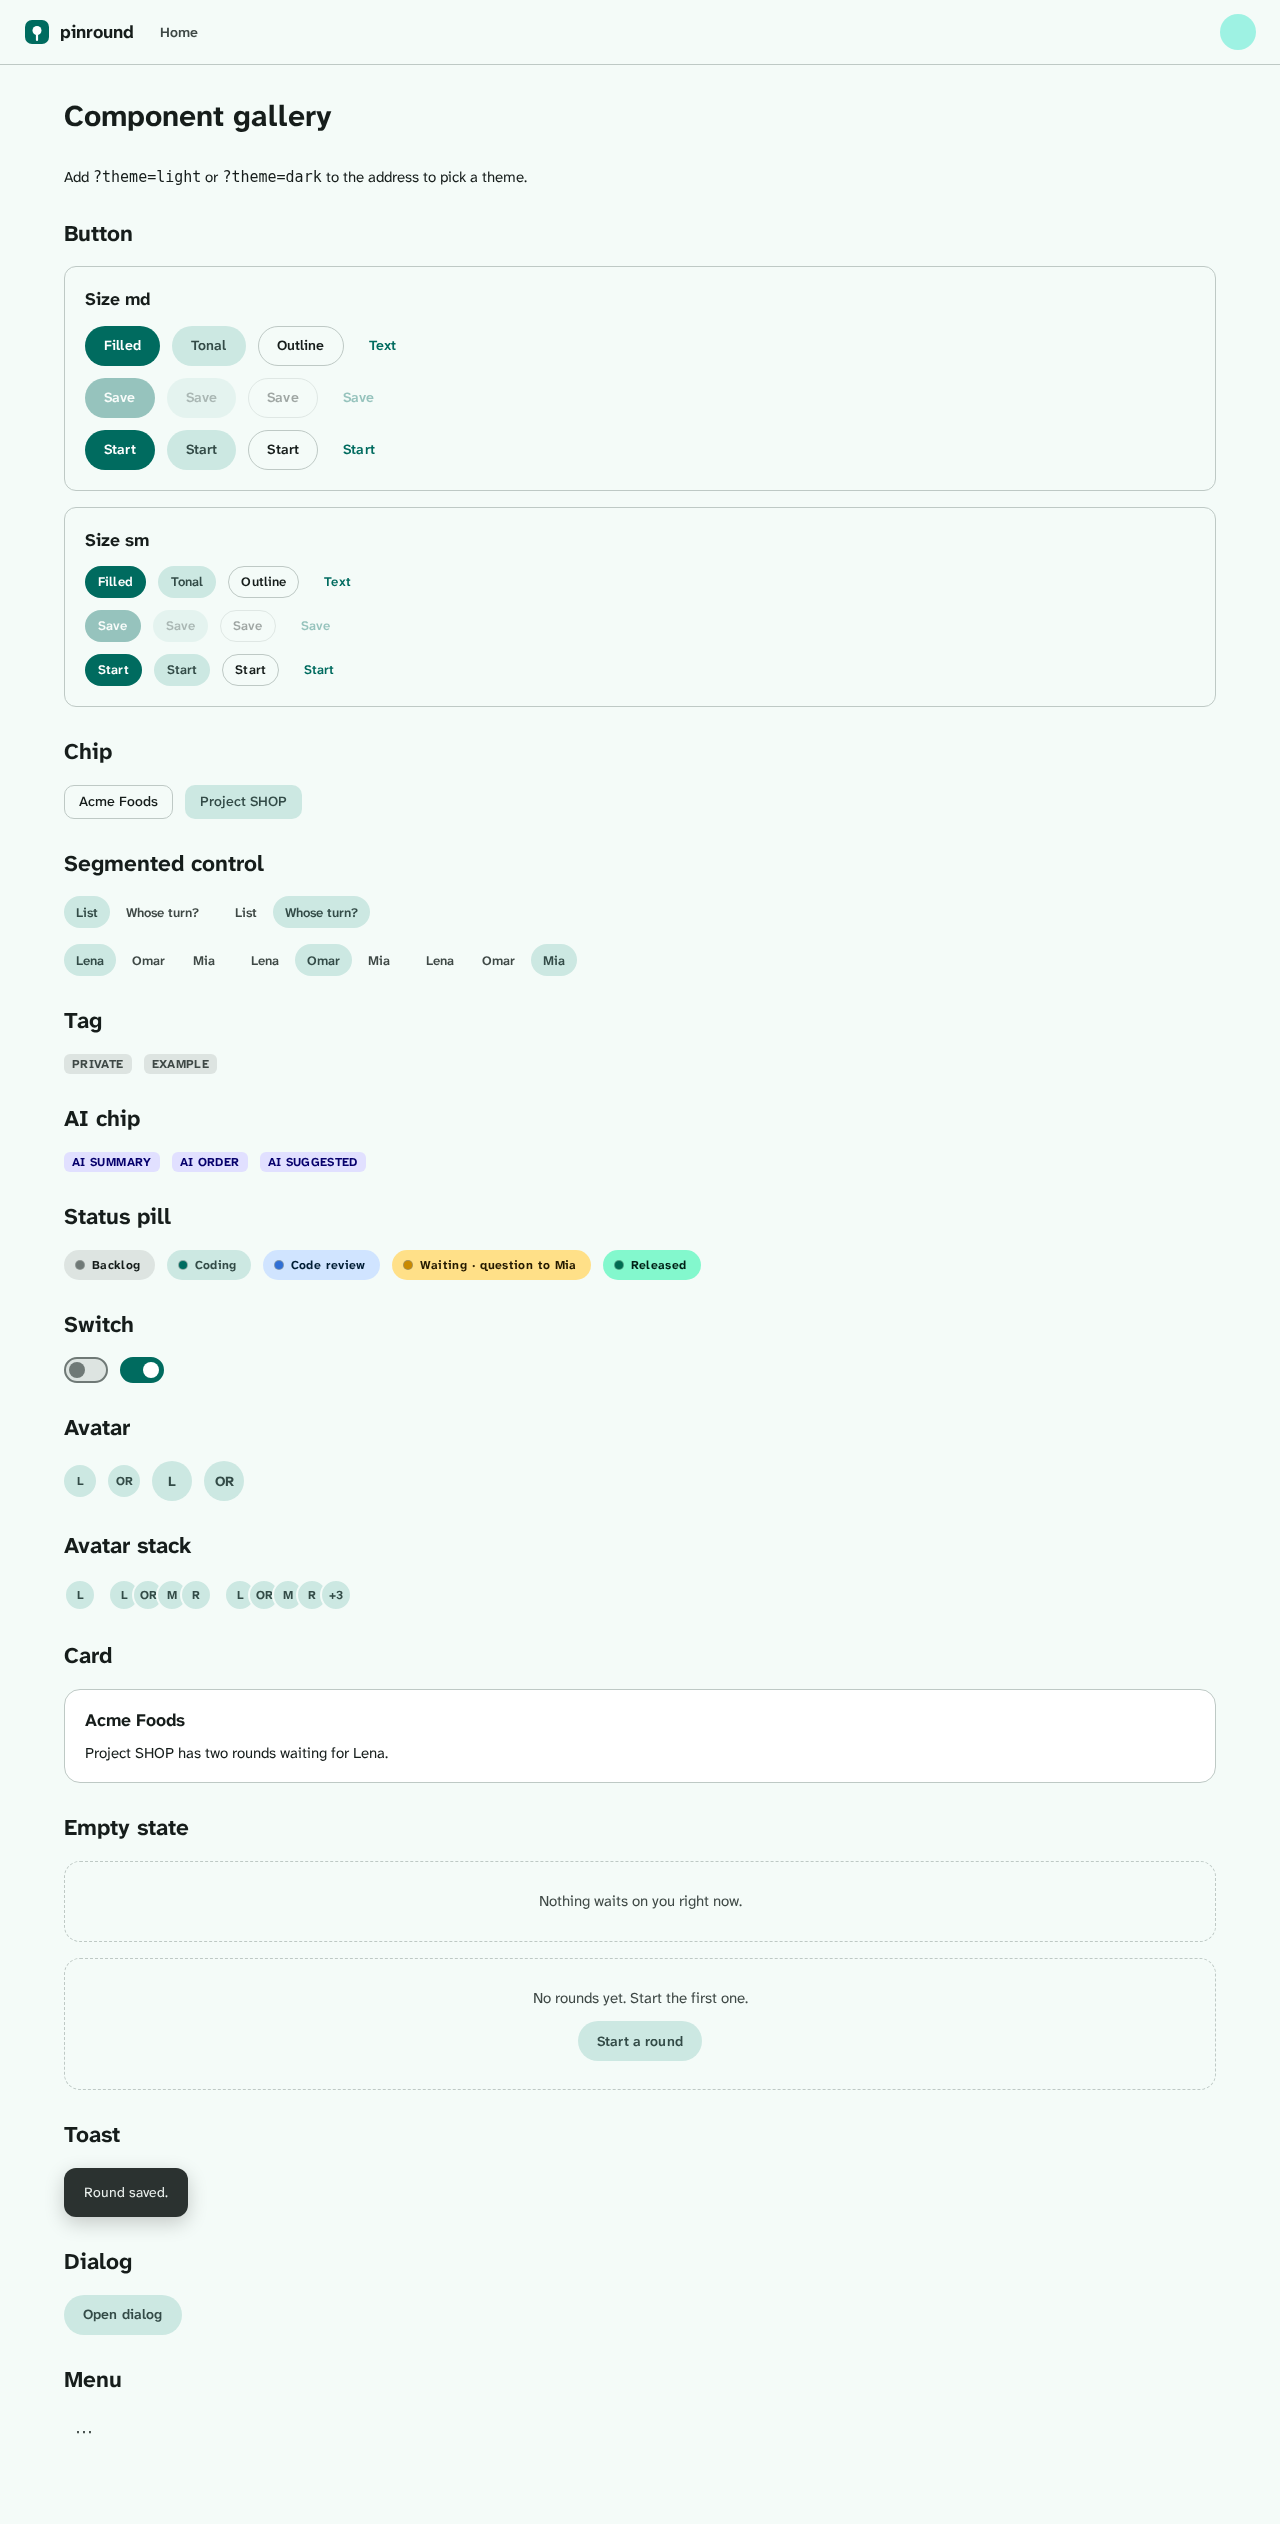 pinround Home
Component gallery
Add ?theme=light or ?theme=dark to the address to pick a theme.
Button
Size md
Filled Tonal Outline Text
Save Save Save Save
Start Start Start Start
Size sm
Filled Tonal Outline Text
Save Save Save Save
Start Start Start Start
Chip
Acme Foods Project SHOP
Segmented control
List Whose turn? List Whose turn?
Lena Omar Mia Lena Omar Mia Lena Omar Mia
Tag
PRIVATE EXAMPLE
AI chip
AI SUMMARY AI ORDER AI SUGGESTED
Status pill
Backlog Coding Code review Waiting · question to Mia Released
Switch
Avatar
L OR L OR
Avatar stack
L L OR M R L OR M R +3
Card
Acme Foods
Project SHOP has two rounds waiting for Lena.
Empty state
Nothing waits on you right now.
No rounds yet. Start the first one.
Start a round
Toast
Round saved.
Dialog
Open dialog
Menu
…